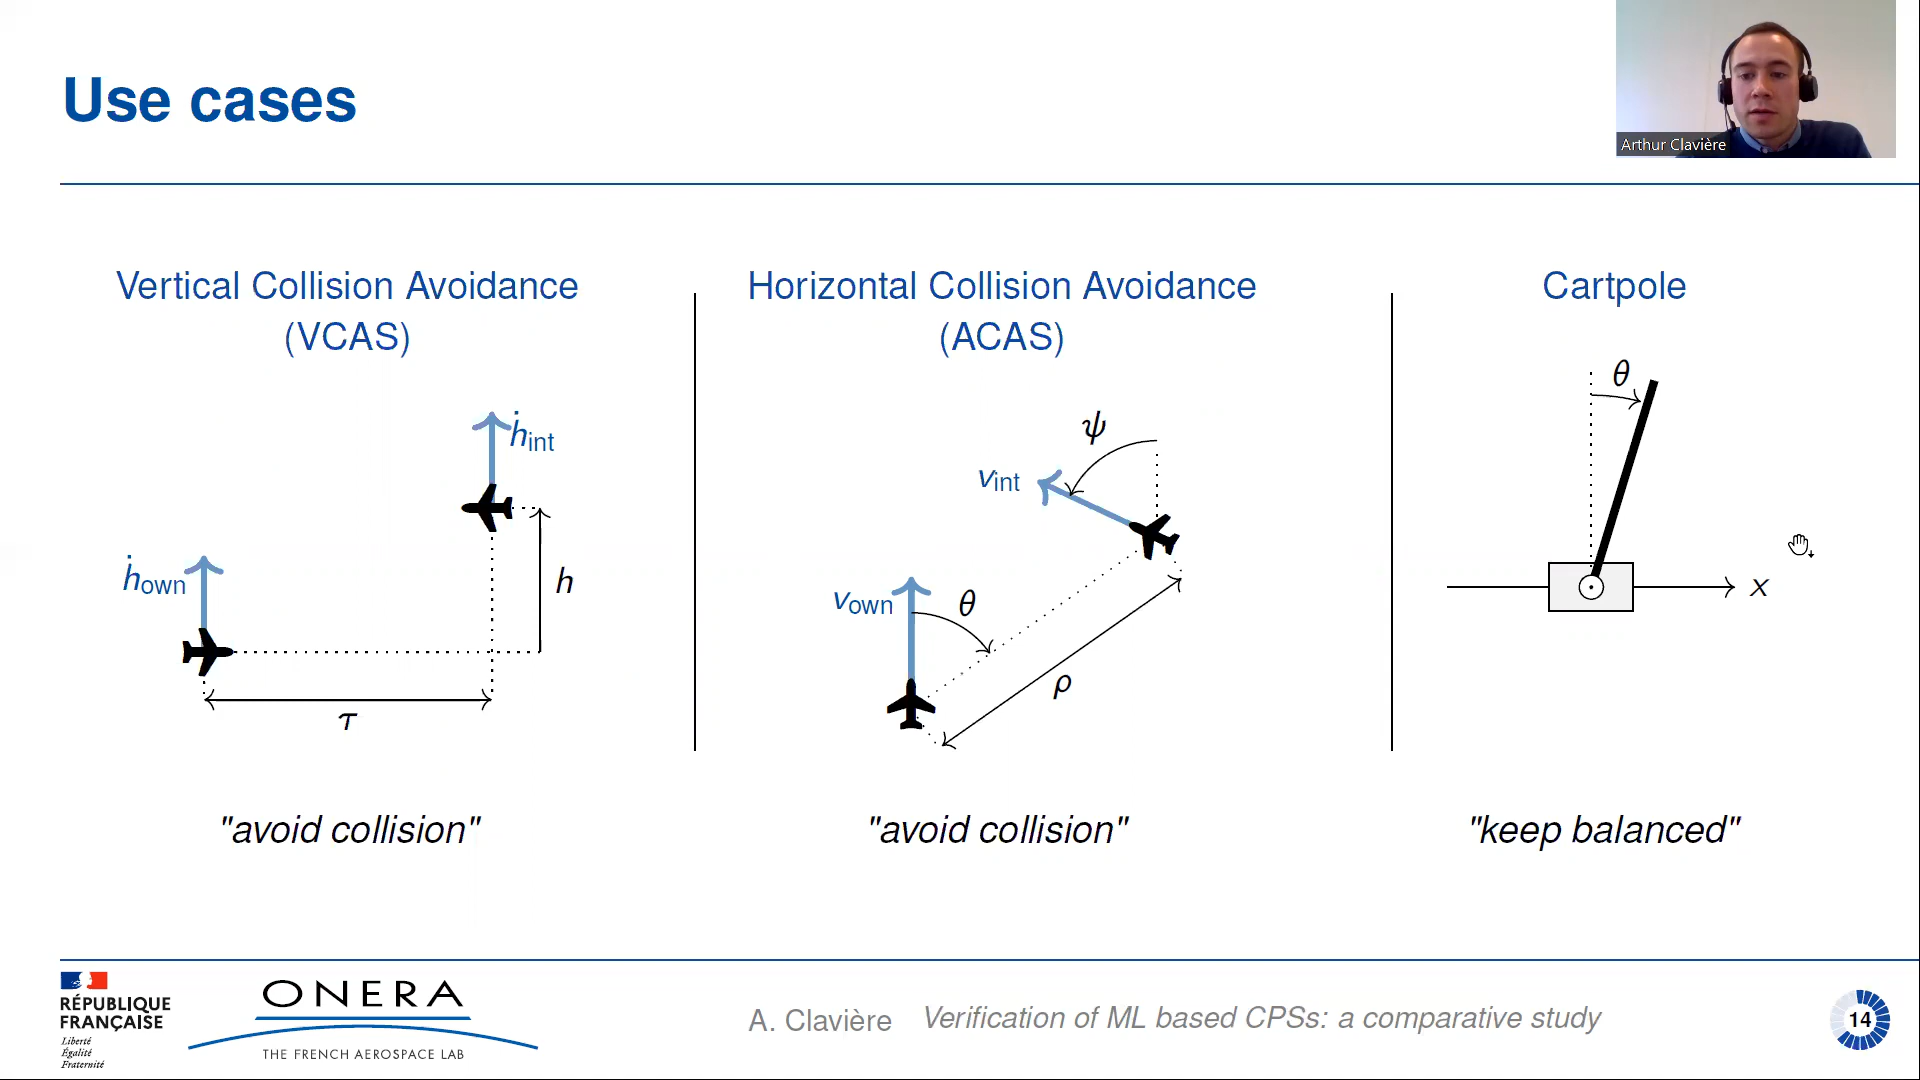 Use cases
Arthur Clavière
Vertical Collision Avoidance
(VCAS)
ḣint
ḣown
h
τ
"avoid collision"
Horizontal Collision Avoidance
(ACAS)
ψ
vint
vown
θ
ρ
"avoid collision"
Cartpole
θ
x
"keep balanced"
RÉPUBLIQUE
FRANÇAISE
Liberté
Égalité
Fraternité
ONERA
THE FRENCH AEROSPACE LAB
A. Clavière Verification of ML based CPSs: a comparative study
14